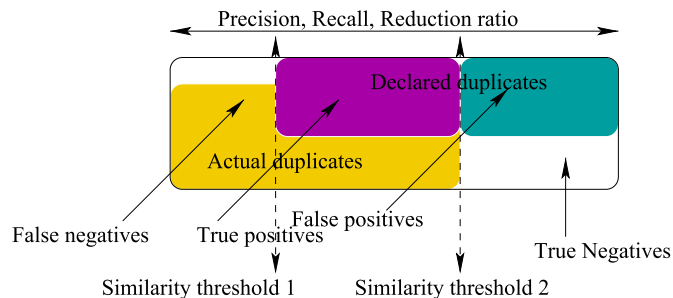 Precision, Recall, Reduction ratio
Declared duplicates
Actual duplicates
False negatives
True positives
False positives
True Negatives
Similarity threshold 1
Similarity threshold 2